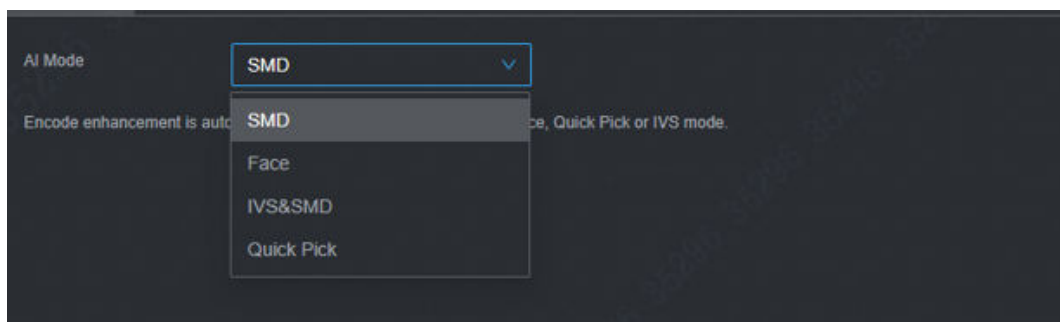 AI Mode
SMD
SMD
Encode enhancement is auto
ce, Quick Pick or IVS mode.
Face
IVS&SMD
Quick Pick